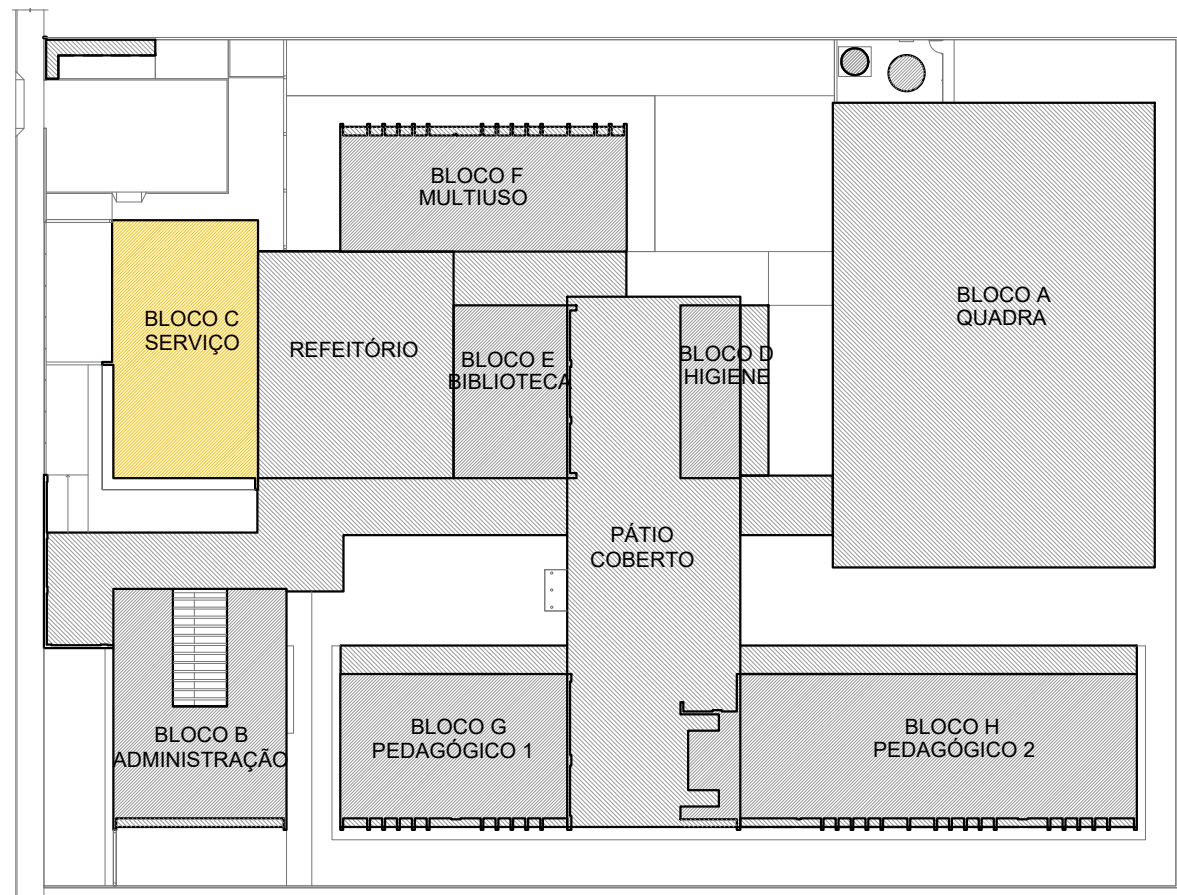 BLOCO F
MULTIUSO
BLOCO C
SERVIÇO
REFEITÓRIO
BLOCO E
BIBLIOTECA
BLOCO D
HIGIENE
BLOCO A
QUADRA
PÁTIO
COBERTO
BLOCO B
ADMINISTRAÇÃO
BLOCO G
PEDAGÓGICO 1
BLOCO H
PEDAGÓGICO 2